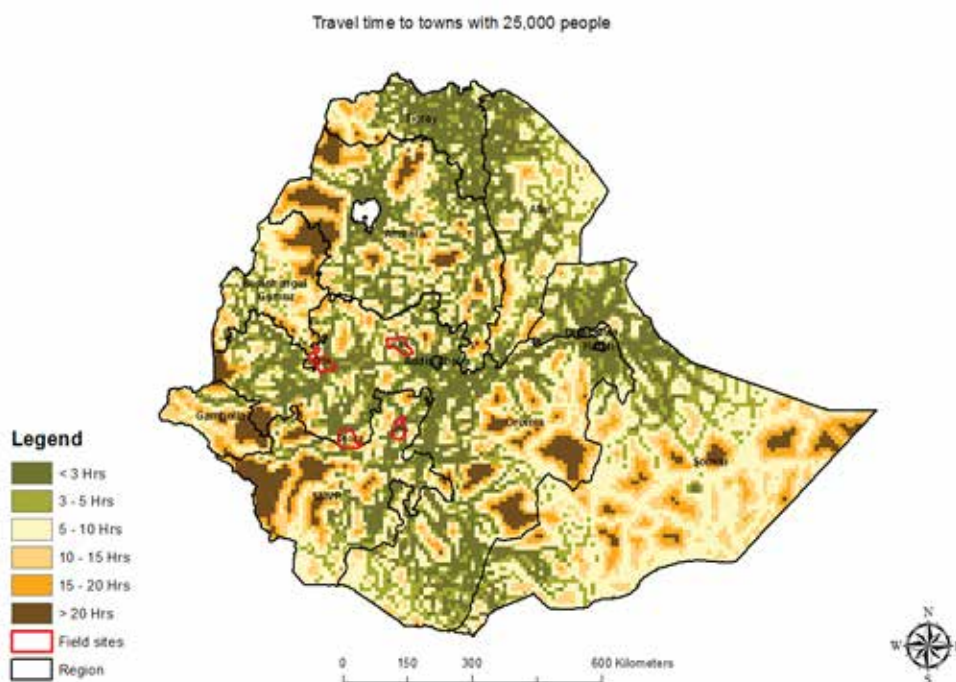 Travel time to towns with 25,000 people
Afar
Amhara
Gamuz
Gambella
Oromia
Somali
SNNP
Legend
< 3 Hrs
3 - 5 Hrs
5 - 10 Hrs
10 - 15 Hrs
15 - 20 Hrs
> 20 Hrs
Field sites
Region
0 150 300 600 Kilometers
N
W
S